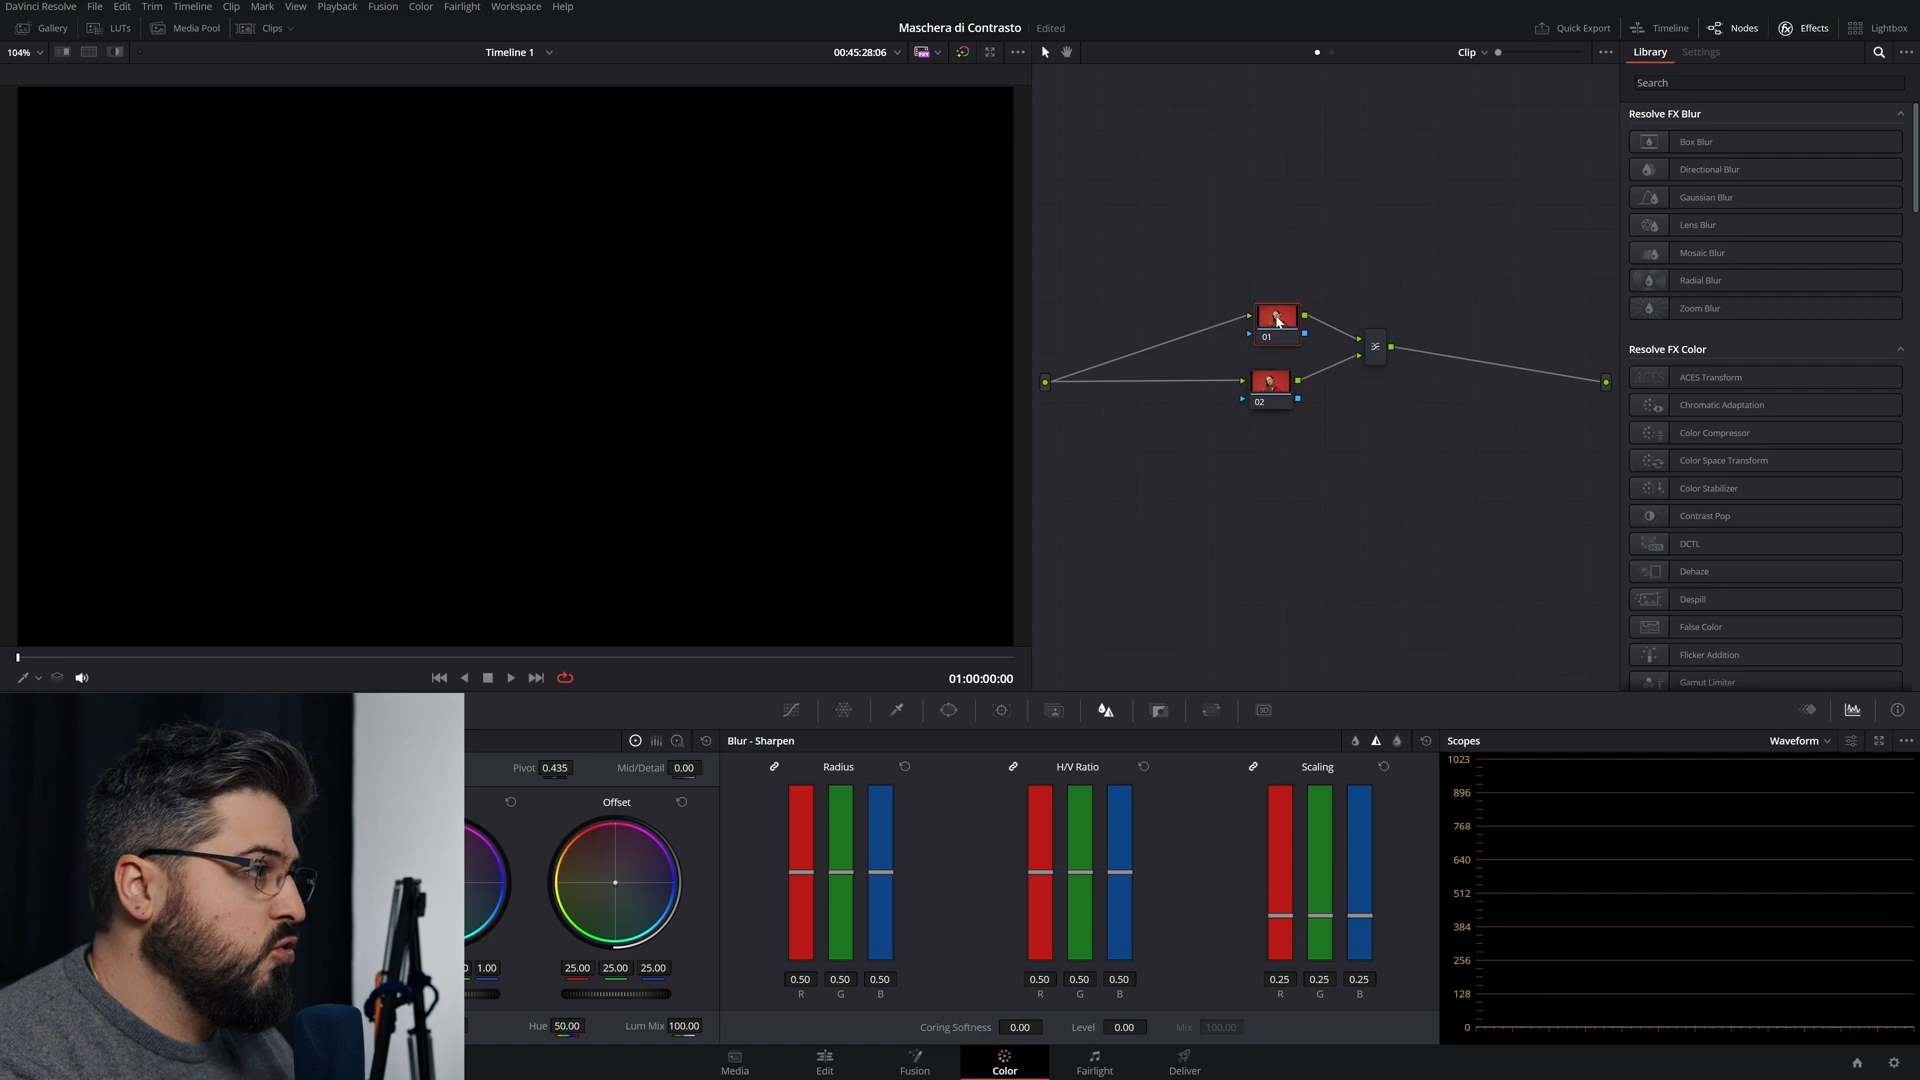 DaVinci Resolve File Edit Trim Timeline Clip Mark View Playback Fusion Color Fairlight Workspace Help
Gallery LUTs Media Pool Clips Maschera di Contrasto Edited Quick Export Timeline Nodes Effects Lightbox
104% Timeline 1 00:45:28:06 Clip Library Settings
Search
Resolve FX Blur
Box Blur
Directional Blur
Gaussian Blur
Lens Blur
Mosaic Blur
Radial Blur
Zoom Blur
01
02
Resolve FX Color
ACES Transform
Chromatic Adaptation
Color Compressor
Color Space Transform
Color Stabilizer
Contrast Pop
DCTL
Dehaze
Despill
False Color
Flicker Addition
Gamut Limiter
01:00:00:00
3D
Blur - Sharpen
Scopes Waveform
Pivot 0.435 Mid/Detail 0.00
Radius H/V Ratio Scaling
Offset
1.00 25.00 25.00 25.00
0.50 0.50 0.50 0.50 0.50 0.50 0.25 0.25 0.25
R G B R G B R G B
Hue 50.00 Lum Mix 100.00
Coring Softness 0.00 Level 0.00 Mix 100.00
1023
896
768
640
512
384
256
128
0
Media Edit Fusion Color Fairlight Deliver